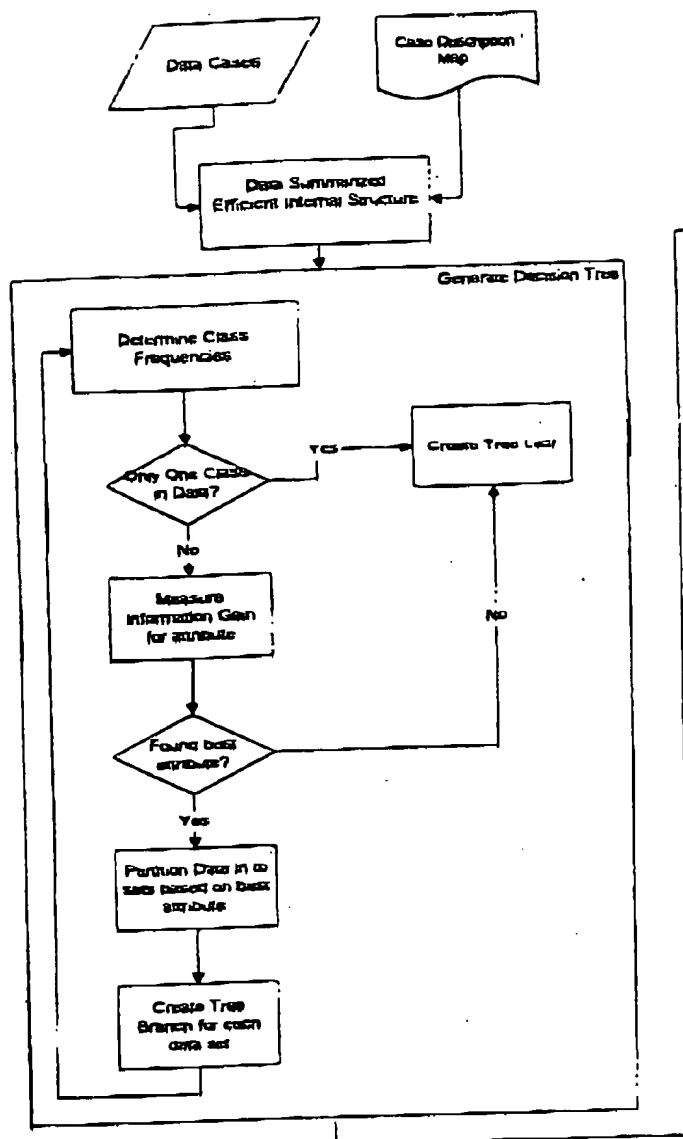 Data Cases
Case Description
Map
Data Summarized
Efficient Internal Structure
Generate Decision Tree
Determine Class
Frequencies
Only One Class
in Data?
Yes
Create Tree Leaf
No
Measure
Information Gain
for attribute
No
Found best
attribute?
Yes
Partition Data in to
sets based on best
attribute
Create Tree
Branch for each
data set